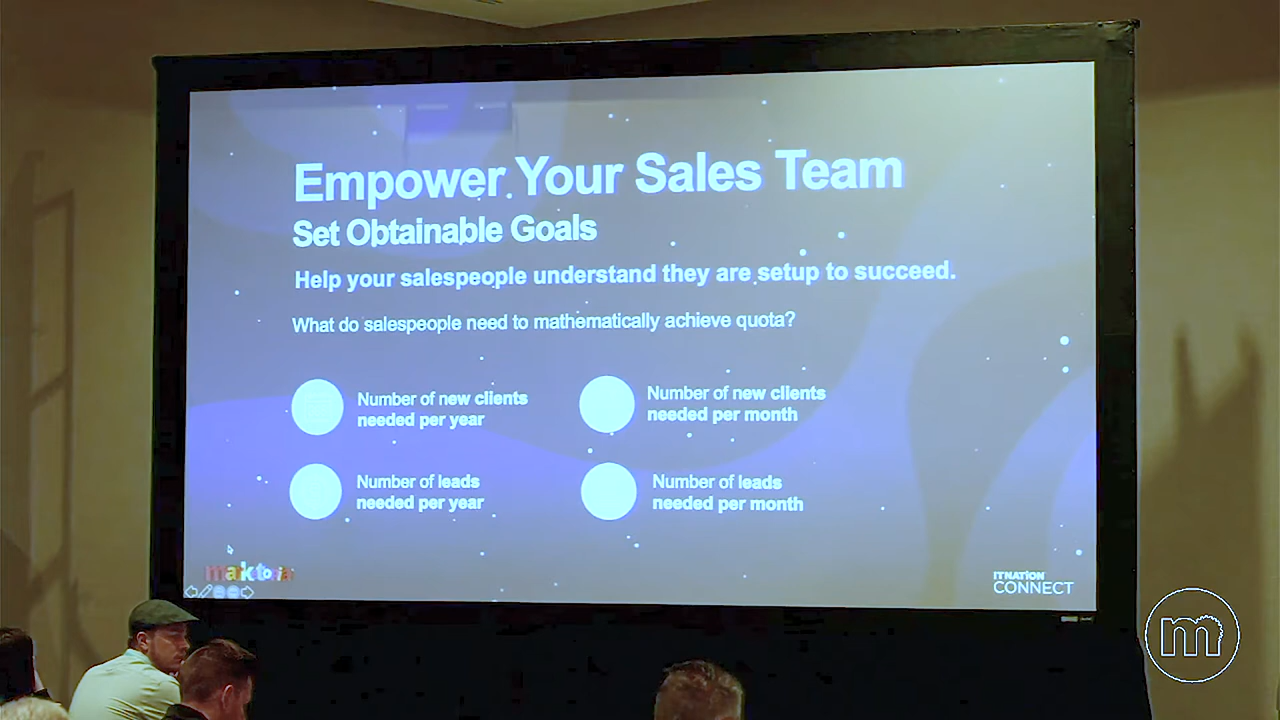 Empower Your Sales Team
Set Obtainable Goals
Help your salespeople understand they are setup to succeed.
What do salespeople need to mathematically achieve quota?
Number of new clients
needed per year
Number of new clients
needed per month
Number of leads
needed per year
Number of leads
needed per month
IT NATION
CONNECT
m